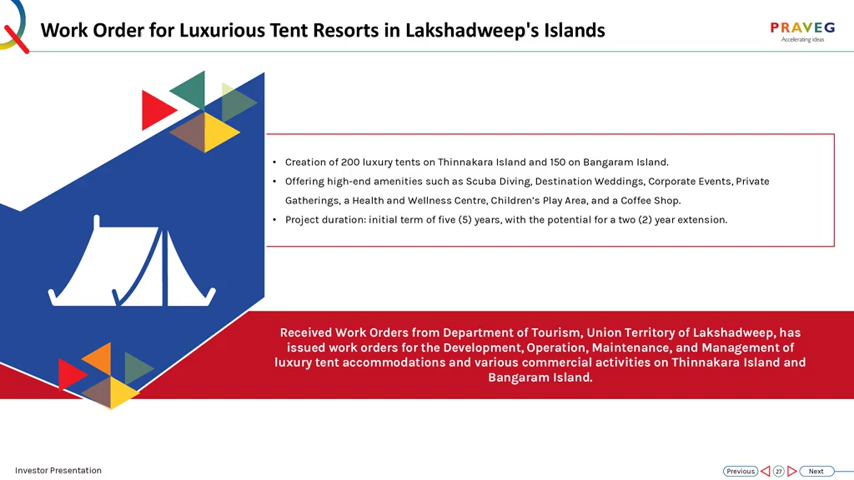 Work Order for Luxurious Tent Resorts in Lakshadweep's Islands
PRAVEG
Accelerating ideas
• Creation of 200 luxury tents on Thinnakara Island and 150 on Bangaram Island.
• Offering high-end amenities such as Scuba Diving, Destination Weddings, Corporate Events, Private
Gatherings, a Health and Wellness Centre, Children's Play Area, and a Coffee Shop.
• Project duration: initial term of five (5) years, with the potential for a two (2) year extension.
Received Work Orders from Department of Tourism, Union Territory of Lakshadweep, has
issued work orders for the Development, Operation, Maintenance, and Management of
luxury tent accommodations and various commercial activities on Thinnakara Island and
Bangaram Island.
Investor Presentation
Previous 27 Next